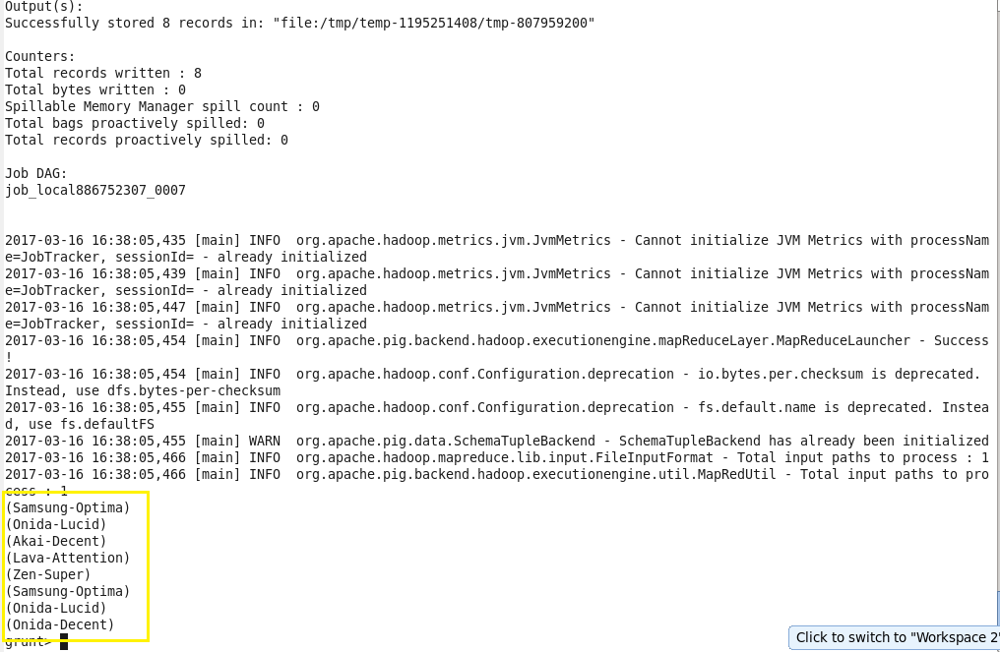 Output(s):
Successfully stored 8 records in: "file:/tmp/temp-1195251408/tmp-807959200"
Counters:
Total records written : 8
Total bytes written : 0
Spillable Memory Manager spill count : 0
Total bags proactively spilled: 0
Total records proactively spilled: 0
Job DAG:
job_local886752307_0007
2017-03-16 16:38:05,435 [main] INFO  org.apache.hadoop.metrics.jvm.JvmMetrics - Cannot initialize JVM Metrics with processNam
e=JobTracker, sessionId= - already initialized
2017-03-16 16:38:05,439 [main] INFO  org.apache.hadoop.metrics.jvm.JvmMetrics - Cannot initialize JVM Metrics with processNam
e=JobTracker, sessionId= - already initialized
2017-03-16 16:38:05,447 [main] INFO  org.apache.hadoop.metrics.jvm.JvmMetrics - Cannot initialize JVM Metrics with processNam
e=JobTracker, sessionId= - already initialized
2017-03-16 16:38:05,454 [main] INFO  org.apache.pig.backend.hadoop.executionengine.mapReduceLayer.MapReduceLauncher - Success
!
2017-03-16 16:38:05,454 [main] INFO  org.apache.hadoop.conf.Configuration.deprecation - io.bytes.per.checksum is deprecated.
Instead, use dfs.bytes-per-checksum
2017-03-16 16:38:05,455 [main] INFO  org.apache.hadoop.conf.Configuration.deprecation - fs.default.name is deprecated. Instea
d, use fs.defaultFS
2017-03-16 16:38:05,455 [main] WARN  org.apache.pig.data.SchemaTupleBackend - SchemaTupleBackend has already been initialized
2017-03-16 16:38:05,466 [main] INFO  org.apache.hadoop.mapreduce.lib.input.FileInputFormat - Total input paths to process : 1
2017-03-16 16:38:05,466 [main] INFO  org.apache.pig.backend.hadoop.executionengine.util.MapRedUtil - Total input paths to pro
cess : 1
(Samsung-Optima)
(Onida-Lucid)
(Akai-Decent)
(Lava-Attention)
(Zen-Super)
(Samsung-Optima)
(Onida-Lucid)
(Onida-Decent)
grunt>
Click to switch to "Workspace 2"